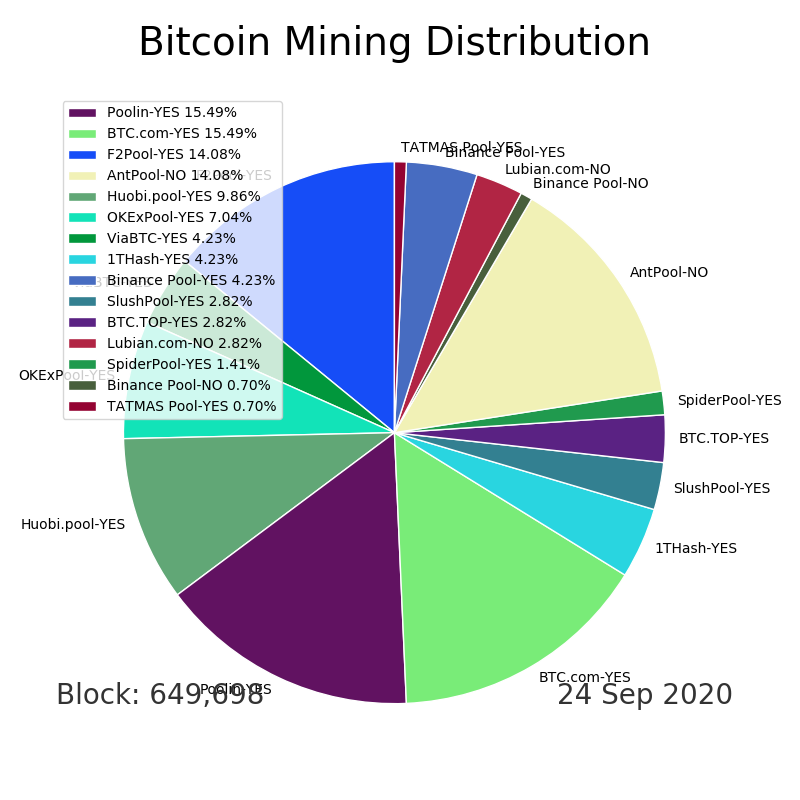 Bitcoin Mining Distribution
Poolin-YES 15.49%
BTC.com-YES 15.49%
F2Pool-YES 14.08%
AntPool-NO 14.08%
Huobi.pool-YES 9.86%
OKExPool-YES 7.04%
ViaBTC-YES 4.23%
1THash-YES 4.23%
Binance Pool-YES 4.23%
SlushPool-YES 2.82%
BTC.TOP-YES 2.82%
Lubian.com-NO 2.82%
SpiderPool-YES 1.41%
Binance Pool-NO 0.70%
TATMAS Pool-YES 0.70%
TATMAS Pool-YES
Binance Pool-YES
Lubian.com-NO
Binance Pool-NO
AntPool-NO
SpiderPool-YES
BTC.TOP-YES
SlushPool-YES
1THash-YES
BTC.com-YES
Poolin-YES
Huobi.pool-YES
OKExPool-YES
Block: 649,698
24 Sep 2020